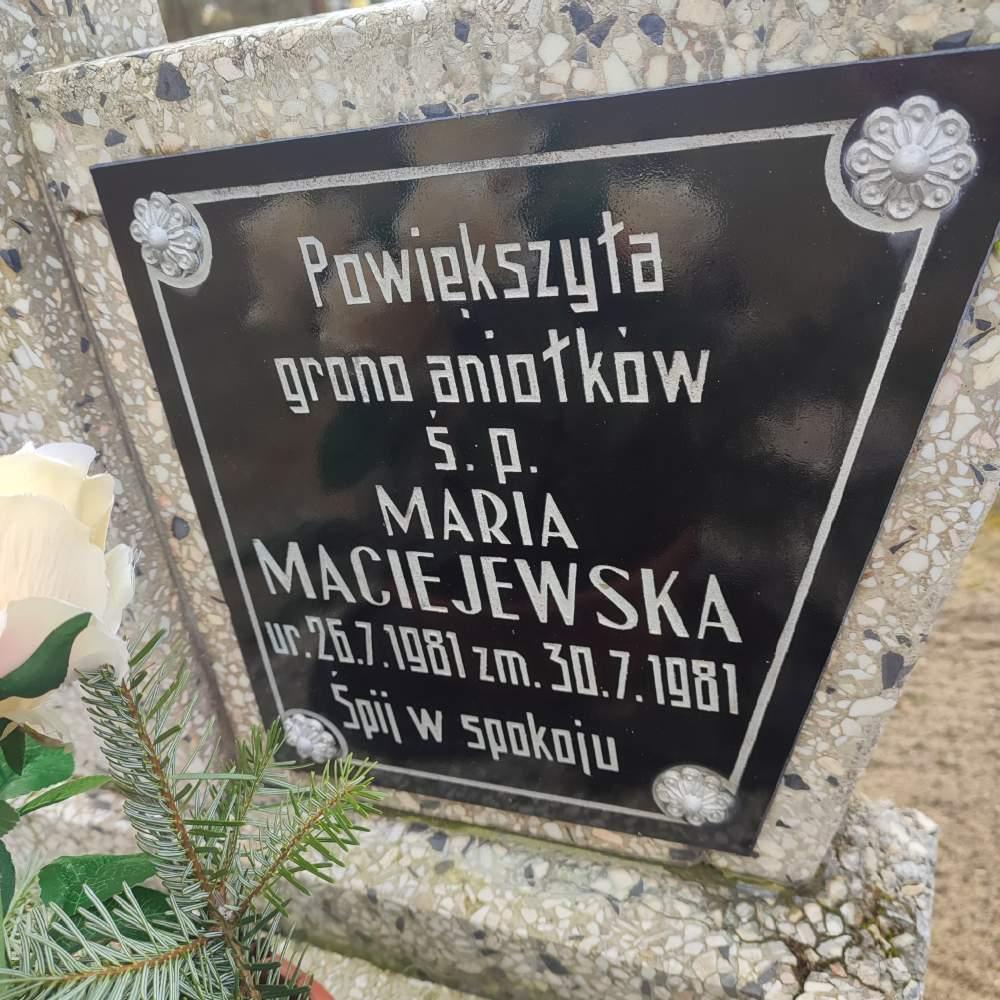 Powiększyła
grono aniołków
ś. p.
MARIA
MACIEJEWSKA
ur. 26.7.1981 zm. 30.7.1981
Śpij w spokoju